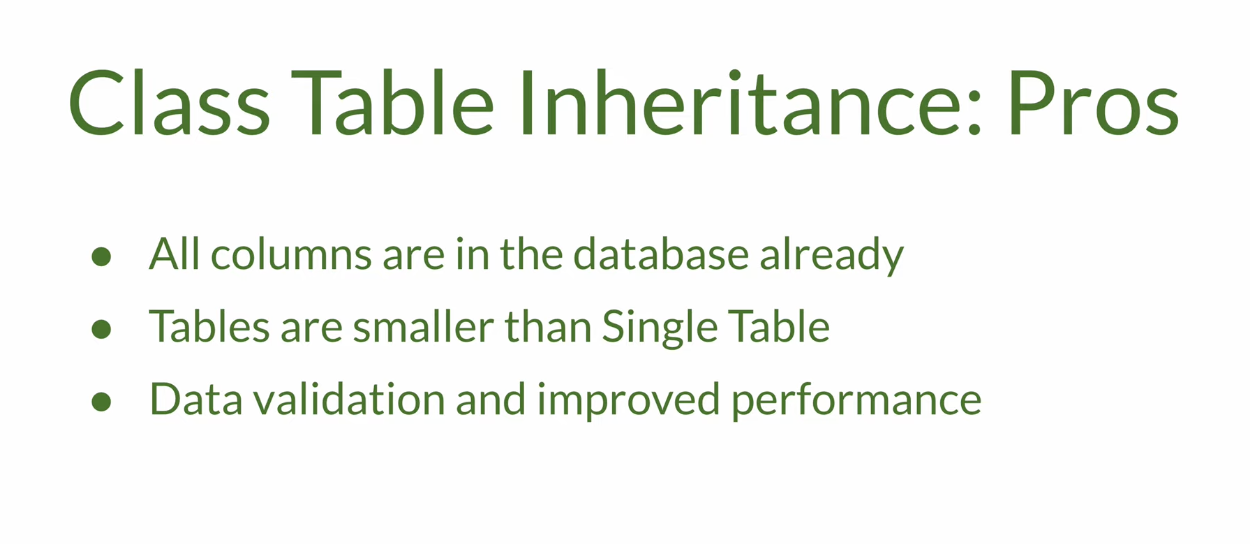 Class Table Inheritance: Pros
● All columns are in the database already
● Tables are smaller than Single Table
● Data validation and improved performance